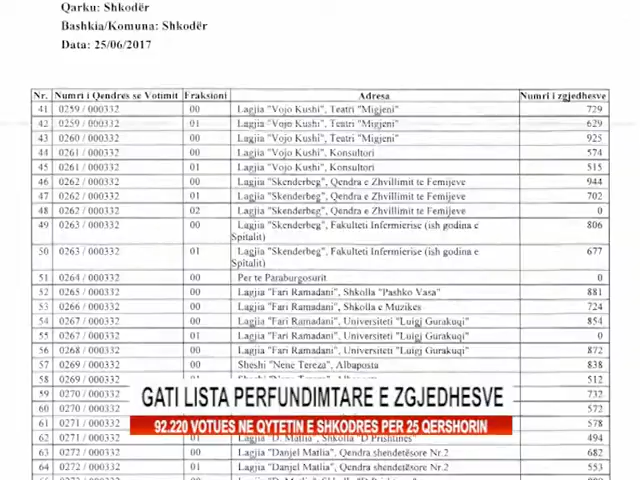 Qarku: Shkodër
Bashkia/Komuna: Shkodër
Data: 25/06/2017
Nr. Numri i Qendres se Votimit Fraksioni Adresa Numri i zgjedhesve
41 0259 / 000332 00 Lagjia "Vojo Kushi", Teatri "Migjeni" 729
42 0259 / 000332 01 Lagjia "Vojo Kushi", Teatri "Migjeni" 629
43 0260 / 000332 00 Lagjia "Vojo Kushi", Teatri "Migjeni" 925
44 0261 / 000332 00 Lagjia "Vojo Kushi", Konsultori 574
45 0261 / 000332 01 Lagjia "Vojo Kushi", Konsultori 515
46 0262 / 000332 00 Lagjia "Skenderbeg", Qendra e Zhvillimit te Femijeve 944
47 0262 / 000332 01 Lagjia "Skenderbeg", Qendra e Zhvillimit te Femijeve 702
48 0262 / 000332 02 Lagjia "Skenderbeg", Qendra e Zhvillimit te Femijeve 0
49 0263 / 000332 00 Lagjia "Skenderbeg", Fakulteti Infermierise (ish godina e 806
Spitalit)
50 0263 / 000332 01 Lagjia "Skenderbeg", Fakulteti Infermierise (ish godina e 677
Spitalit)
51 0264 / 000332 00 Per te Paraburgosurit 0
52 0265 / 000332 00 Lagjia "Fari Ramadani", Shkolla "Pashko Vasa" 881
53 0266 / 000332 00 Lagjia "Fari Ramadani", Shkolla e Muzikes 724
54 0267 / 000332 00 Lagjia "Fari Ramadani", Universiteti "Luigj Gurakuqi" 854
55 0267 / 000332 01 Lagjia "Fari Ramadani", Universiteti "Luigj Gurakuqi" 0
56 0268 / 000332 00 Lagjia "Fari Ramadani", Universiteti "Luigj Gurakuqi" 872
57 0269 / 000332 00 Sheshi "Nene Tereza", Albaposta 838
58 0269 / 000332 01 512
59 0270 / 000332 732
60 0270 / 572
61 0271 578
62 0271 / 000332 01 Lagjia "D. Matlia", Shkolla "D Prishtines" 494
63 0272 / 000332 00 Lagjia "Danjel Matlia", Qendra shendetësore Nr.2 682
64 0272 / 000332 01 Lagjia "Danjel Matlia", Qendra shendetësore Nr.2 553
GATI LISTA PERFUNDIMTARE E ZGJEDHESVE
92.220 VOTUES NE QYTETIN E SHKODRES PER 25 QERSHORIN